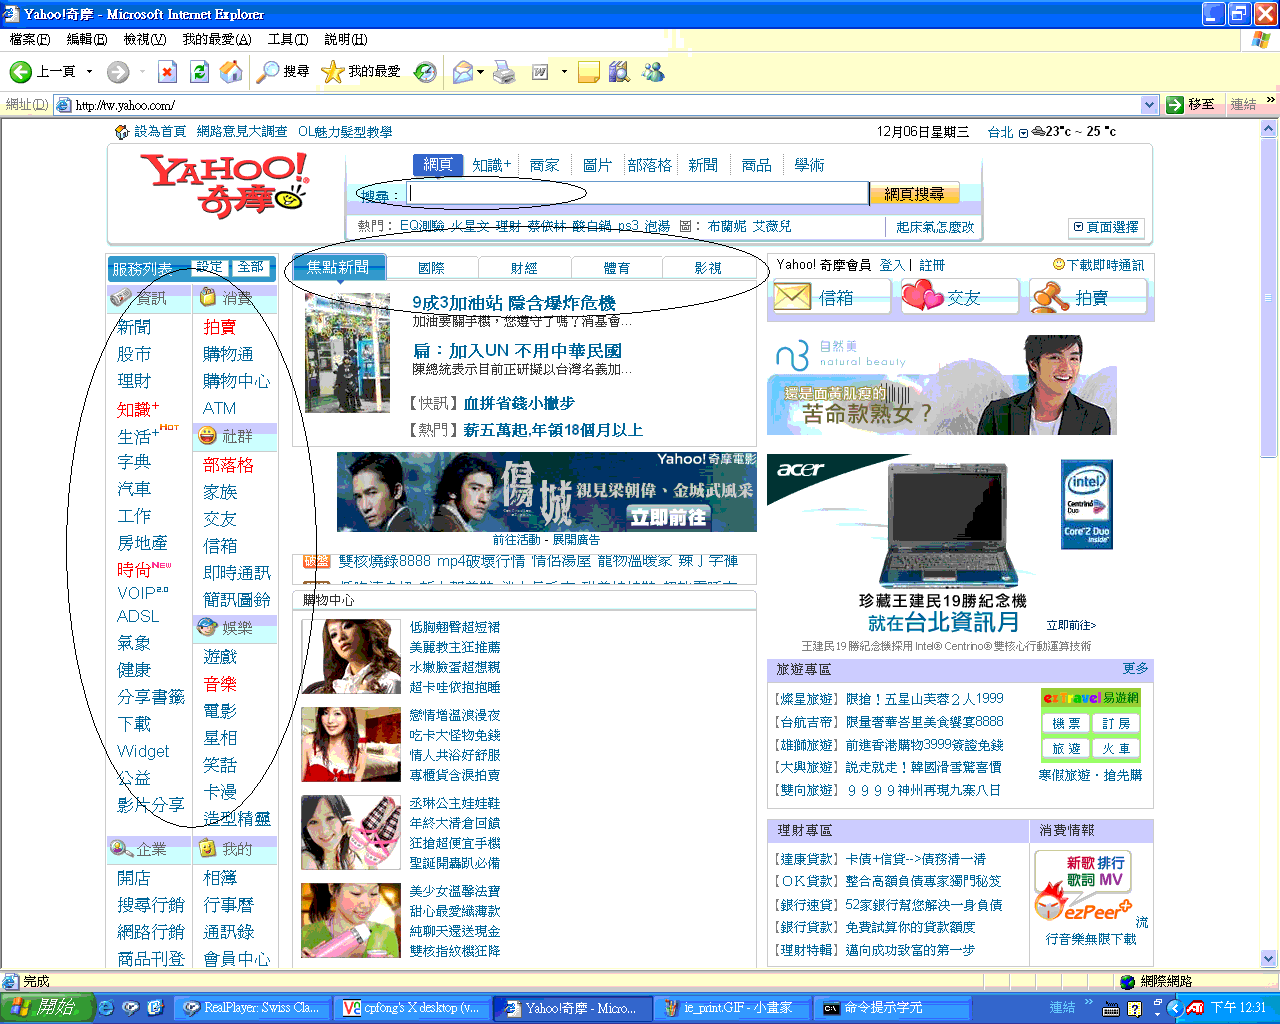 Yahoo!奇摩 - Microsoft Internet Explorer
檔案(F) 編輯(E) 檢視(V) 我的最愛(A) 工具(T) 說明(H)
上一頁 搜尋 我的最愛
網址(D) http://tw.yahoo.com/ 移至 連結 »
設為首頁 網路意見大調查 OL魅力髮型教學 12月06日星期三 台北 23°c ~ 25 °c
YAHOO!奇摩
網頁 知識+ 商家 圖片 部落格 新聞 商品 學術
搜尋： 網頁搜尋
熱門： EQ測驗 火星文 理財 蔡依林 酸白鍋 ps3 泡湯 圖： 布蘭妮 艾薇兒 起床氣怎麼改 頁面選擇
服務列表 設定 全部
資訊 消費
新聞 拍賣
股市 購物通
理財 購物中心
知識+ ATM
生活+ HOT 社群
字典 部落格
汽車 家族
工作 交友
房地產 信箱
時尚 NEW 即時通訊
VOIP 2.0 簡訊圖鈴
ADSL 娛樂
氣象 遊戲
健康 音樂
分享書籤 電影
下載 星相
Widget 笑話
公益 卡漫
影片分享 造型精靈
企業 我的
開店 相簿
搜尋行銷 行事曆
網路行銷 通訊錄
商品刊登 會員中心
焦點新聞 國際 財經 體育 影視
9成3加油站 隱含爆炸危機
加油要關手機，您遵守了嗎？消基會...
扁：加入UN 不用中華民國
陳總統表示目前正研擬以台灣名義加...
【快訊】血拼省錢小撇步
【熱門】薪五萬起,年領18個月以上
Yahoo!奇摩電影
傷城 親見梁朝偉、金城武風采
立即前往
前往活動 - 展開廣告
雙核燒錄8888 mp4破壞行情 情侶湯屋 寵物溫暖家 辣丁字褲
購物中心
低胸翹臀超短裙
美麗教主狂推薦
水嫩臉蛋超想親
超卡哇依抱抱睡
戀情增溫浪漫夜
吃卡大怪物免錢
情人共浴好舒服
專櫃貨含淚拍賣
丞琳公主娃娃鞋
年終大清倉回饋
狂搶超便宜手機
聖誕開轟趴必備
美少女溫馨法寶
甜心最愛纖薄款
純聊天還送現金
雙核指紋機狂降
Yahoo! 奇摩會員 登入 | 註冊 下載即時通訊
信箱 交友 拍賣
自然美
natural beauty
還是面黃肌瘦的
苦命款熟女？
acer
intel
Centrino
Duo
Core™2 Duo
inside™
珍藏王建民19勝紀念機
就在台北資訊月 立即前往>
王建民19勝紀念機採用Intel® Centrino® 雙核心行動運算技術
旅遊專區 更多
【燦星旅遊】限搶！五星山芙蓉２人1999
【台航吉帝】限量奢華峇里美食饗宴8888
【雄獅旅遊】前進香港購物3999簽證免錢
【大興旅遊】說走就走！韓國滑雪驚喜價
【雙向旅遊】９９９９神州再現九寨八日
ezTravel易遊網
機票 訂房
旅遊 火車
寒假旅遊‧搶先購
理財專區 消費情報
【達康貸款】卡債+信貸-->債務清一清
【ＯＫ貸款】整合高額負債專家獨門秘笈
【銀行速貸】52家銀行幫您解決一身負債
【銀行貸款】免費試算你的貸款額度
【理財特輯】邁向成功致富的第一步
新歌 排行
歌詞 MV
ezPeer+
流行音樂無限下載
完成 網際網路
開始 RealPlayer: Swiss Cla... cpfong's X desktop (v... Yahoo!奇摩 - Micro... ie_print.GIF - 小畫家 命令提示字元 連結 » 下午 12:31